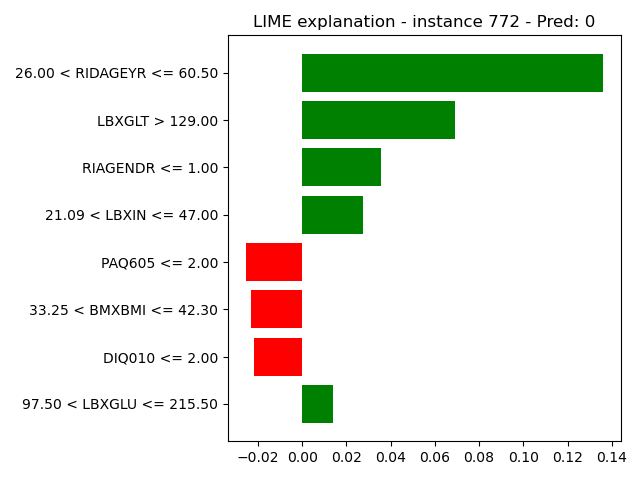 LIME explanation - instance 772 - Pred: 0
26.00 < RIDAGEYR <= 60.50
LBXGLT > 129.00
RIAGENDR <= 1.00
21.09 < LBXIN <= 47.00
PAQ605 <= 2.00
33.25 < BMXBMI <= 42.30
DIQ010 <= 2.00
97.50 < LBXGLU <= 215.50
−0.02 0.00 0.02 0.04 0.06 0.08 0.10 0.12 0.14